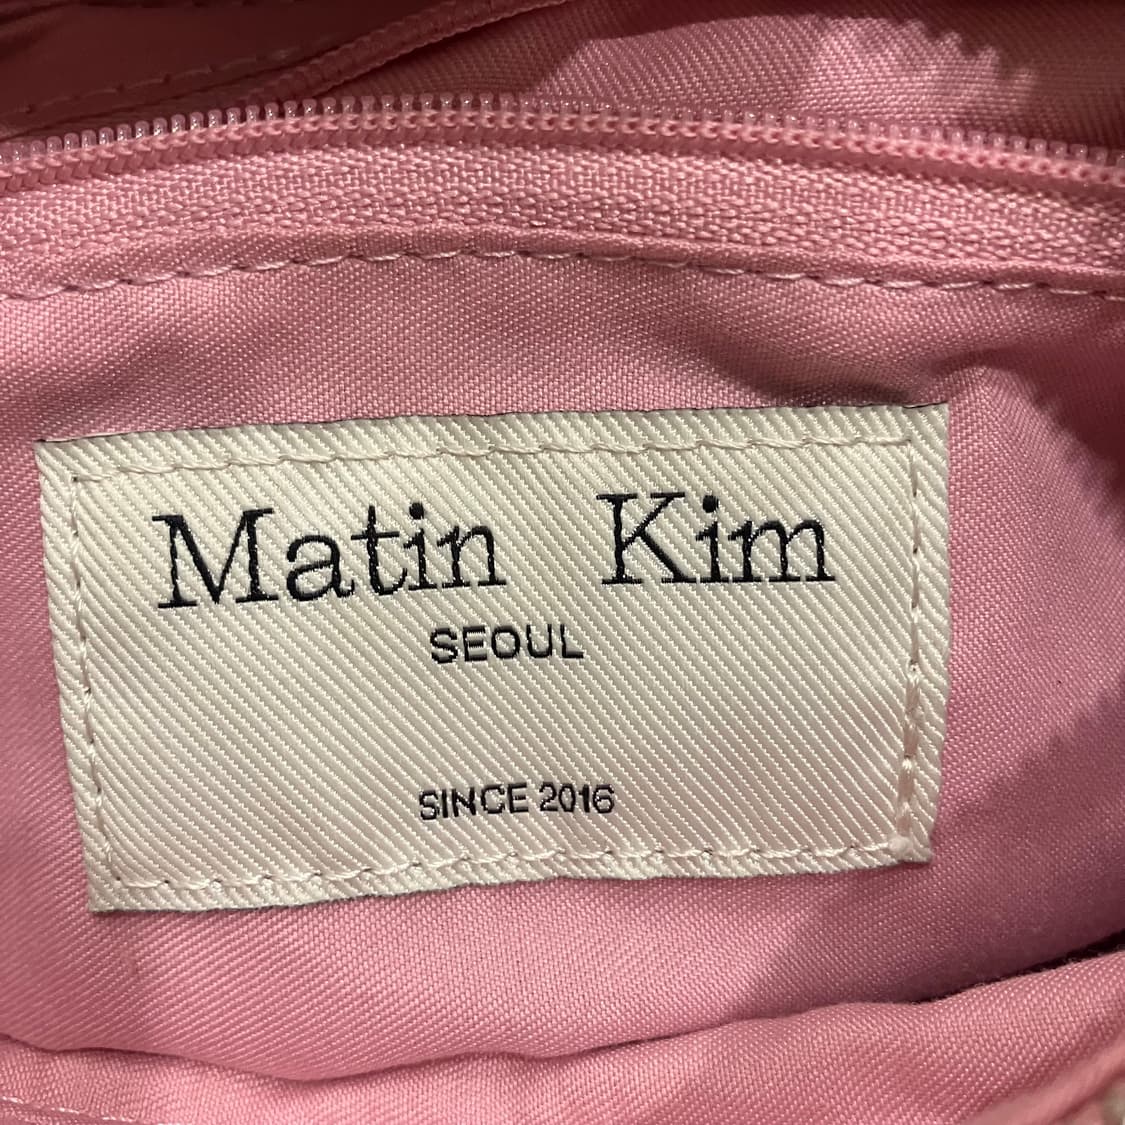 Matin Kim
SEOUL
SINCE 2016